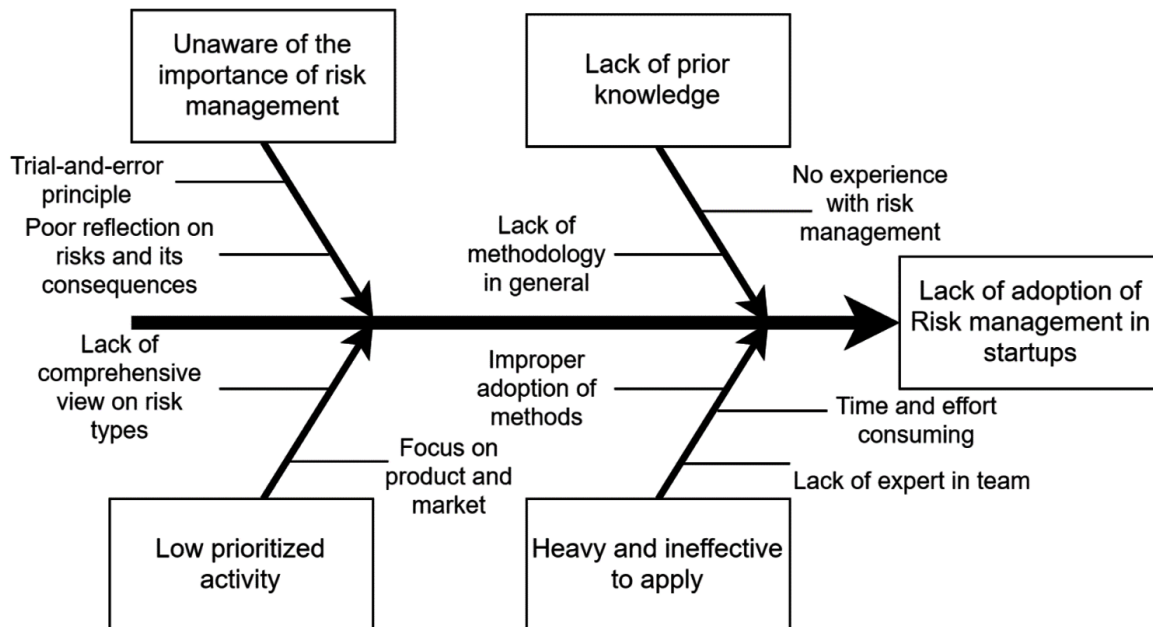 Unaware of the
importance of risk
management
Lack of prior
knowledge
Trial-and-error
principle
Poor reflection on
risks and its
consequences
No experience
with risk
management
Lack of
methodology
in general
Lack of adoption of
Risk management in
startups
Lack of
comprehensive
view on risk
types
Focus on
product and
market
Improper
adoption of
methods
Time and effort
consuming
Lack of expert in team
Low prioritized
activity
Heavy and ineffective
to apply